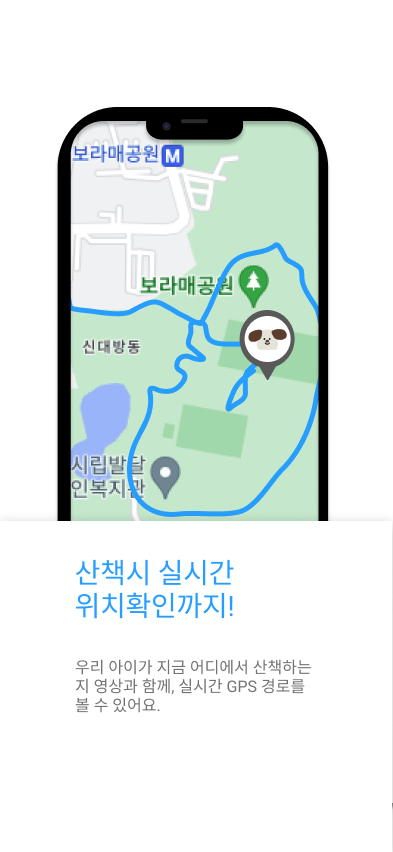 보라매공원 M
보라매공원
신대방동
시립발달
인복지관
산책시 실시간
위치확인까지!
우리 아이가 지금 어디에서 산책하는
지 영상과 함께, 실시간 GPS 경로를
볼 수 있어요.